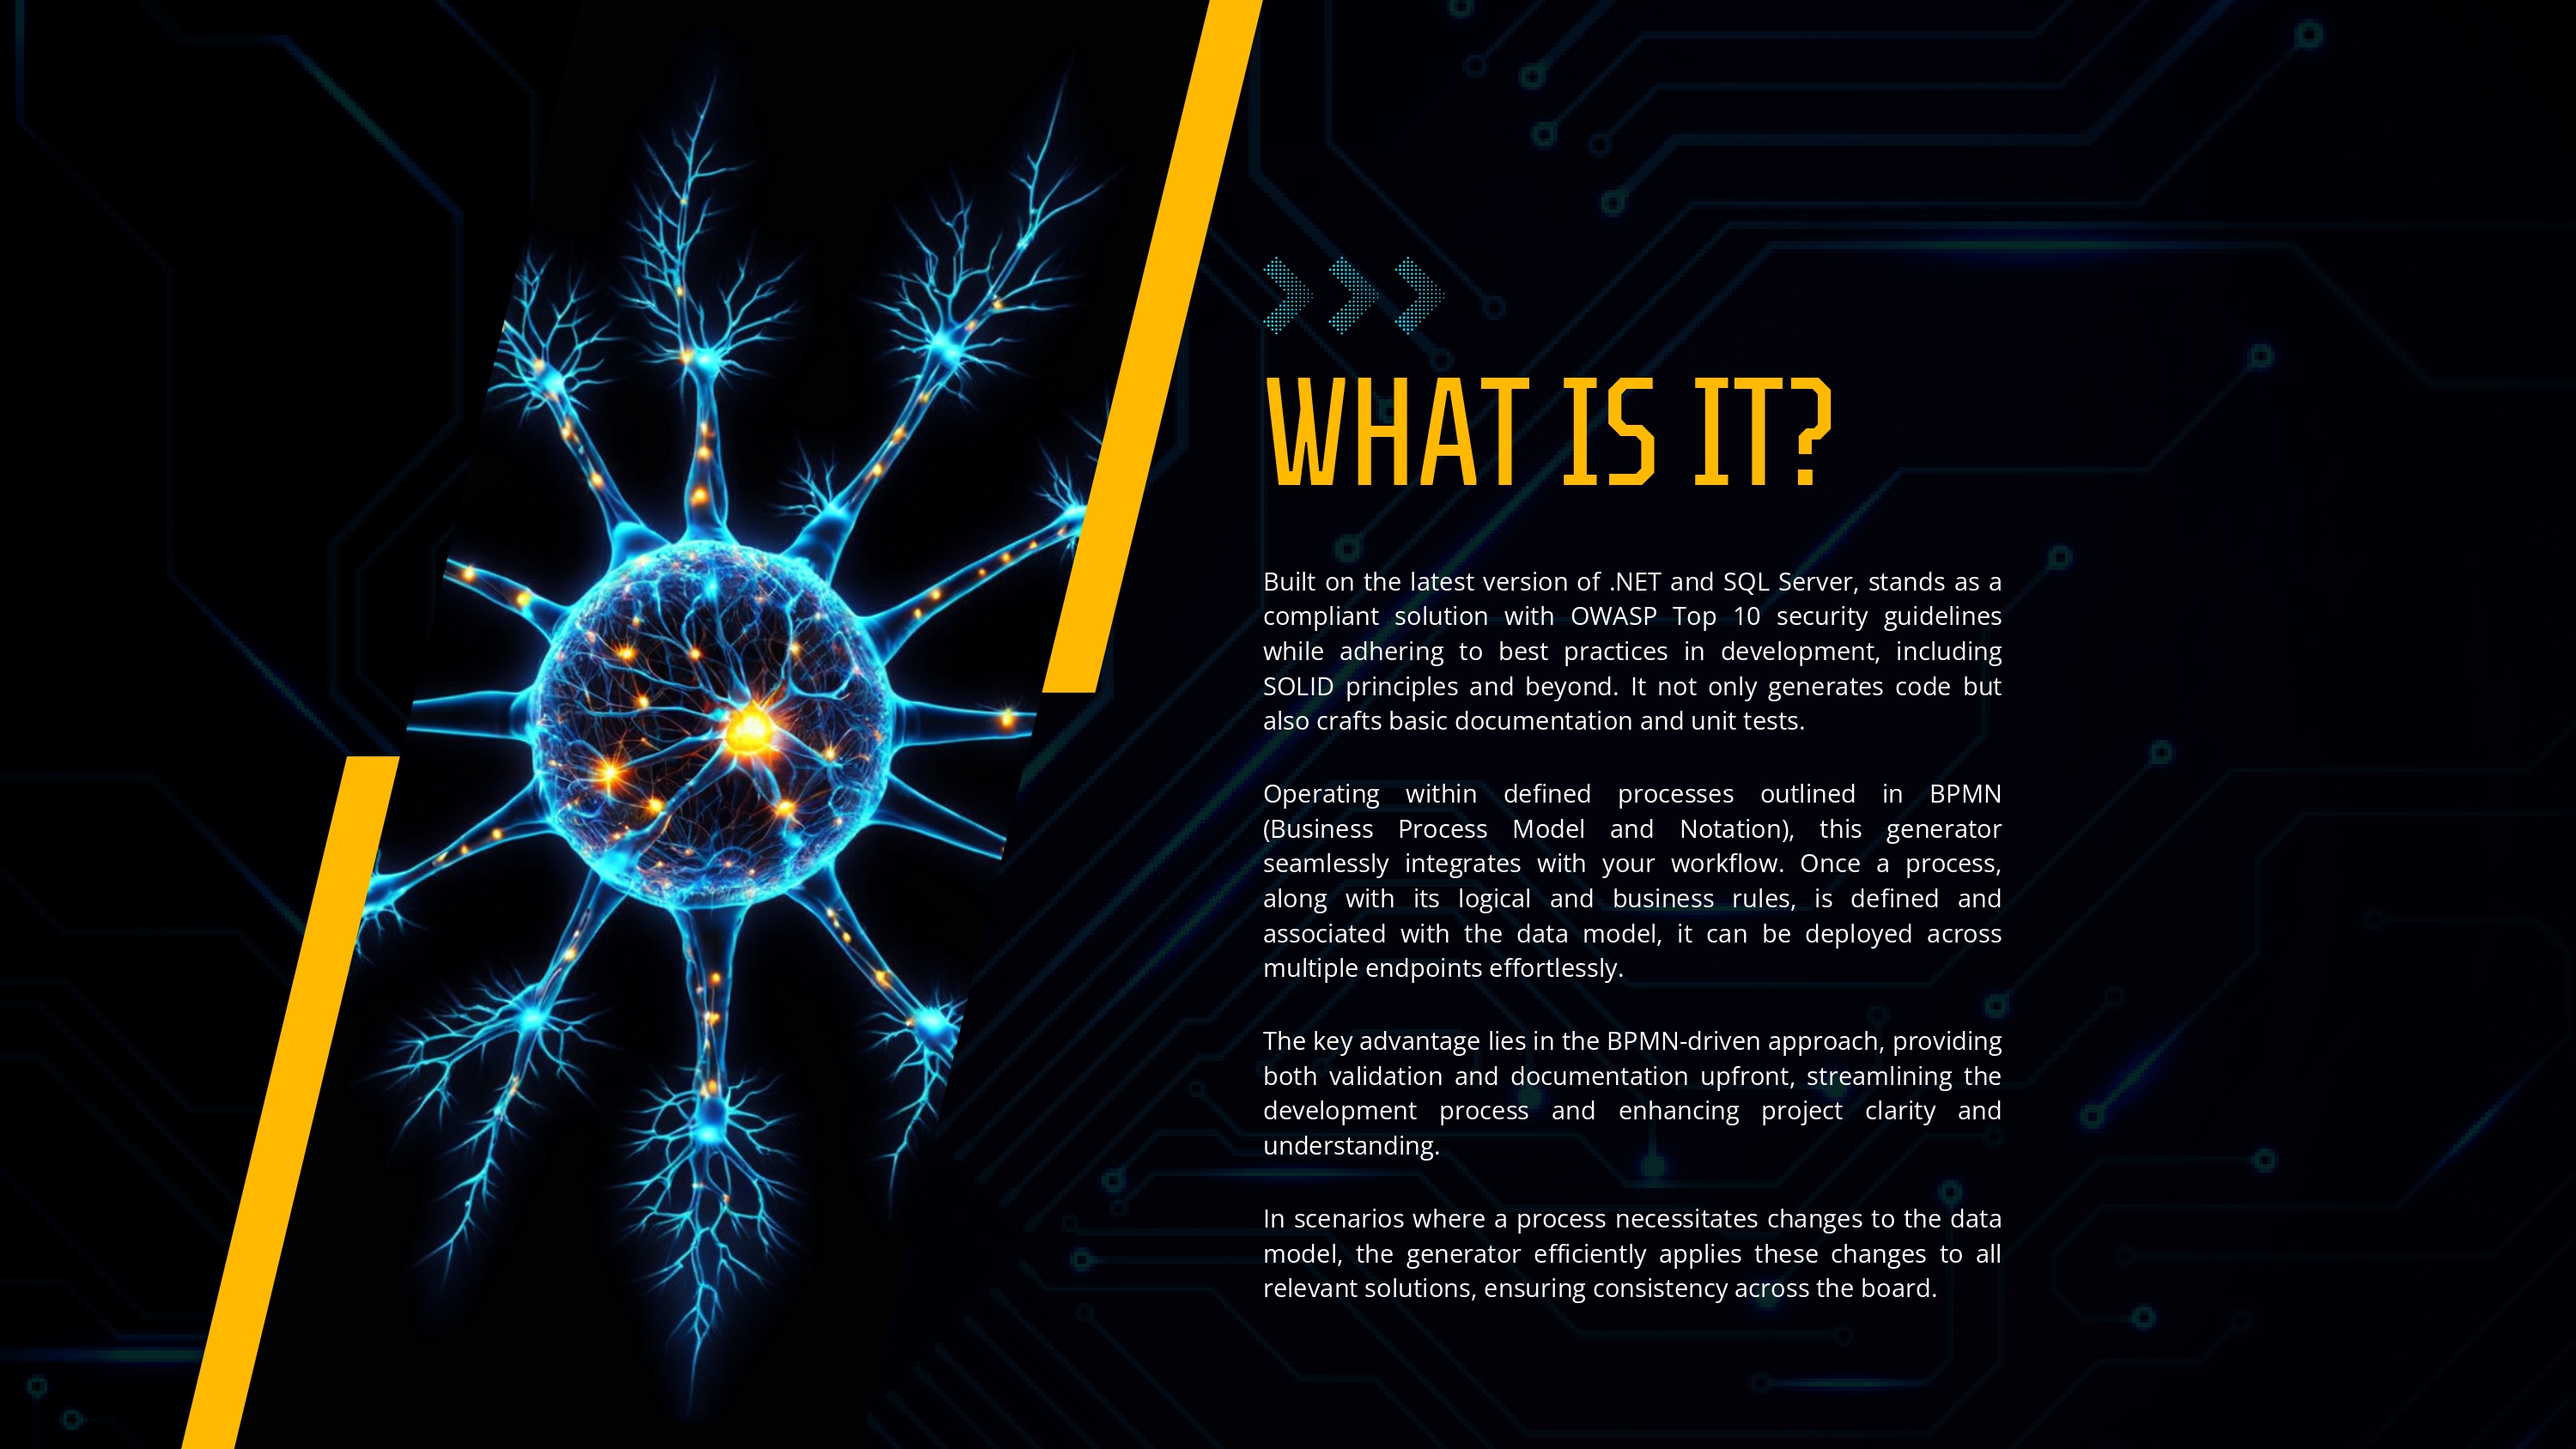 WHAT IS IT?
Built on the latest version of .NET and SQL Server, stands as a
compliant solution with OWASP Top 10 security guidelines
while adhering to best practices in development, including
SOLID principles and beyond. It not only generates code but
also crafts basic documentation and unit tests.
Operating within defined processes outlined in BPMN
(Business Process Model and Notation), this generator
seamlessly integrates with your workflow. Once a process,
along with its logical and business rules, is defined and
associated with the data model, it can be deployed across
multiple endpoints effortlessly.
The key advantage lies in the BPMN-driven approach, providing
both validation and documentation upfront, streamlining the
development process and enhancing project clarity and
understanding.
In scenarios where a process necessitates changes to the data
model, the generator efficiently applies these changes to all
relevant solutions, ensuring consistency across the board.